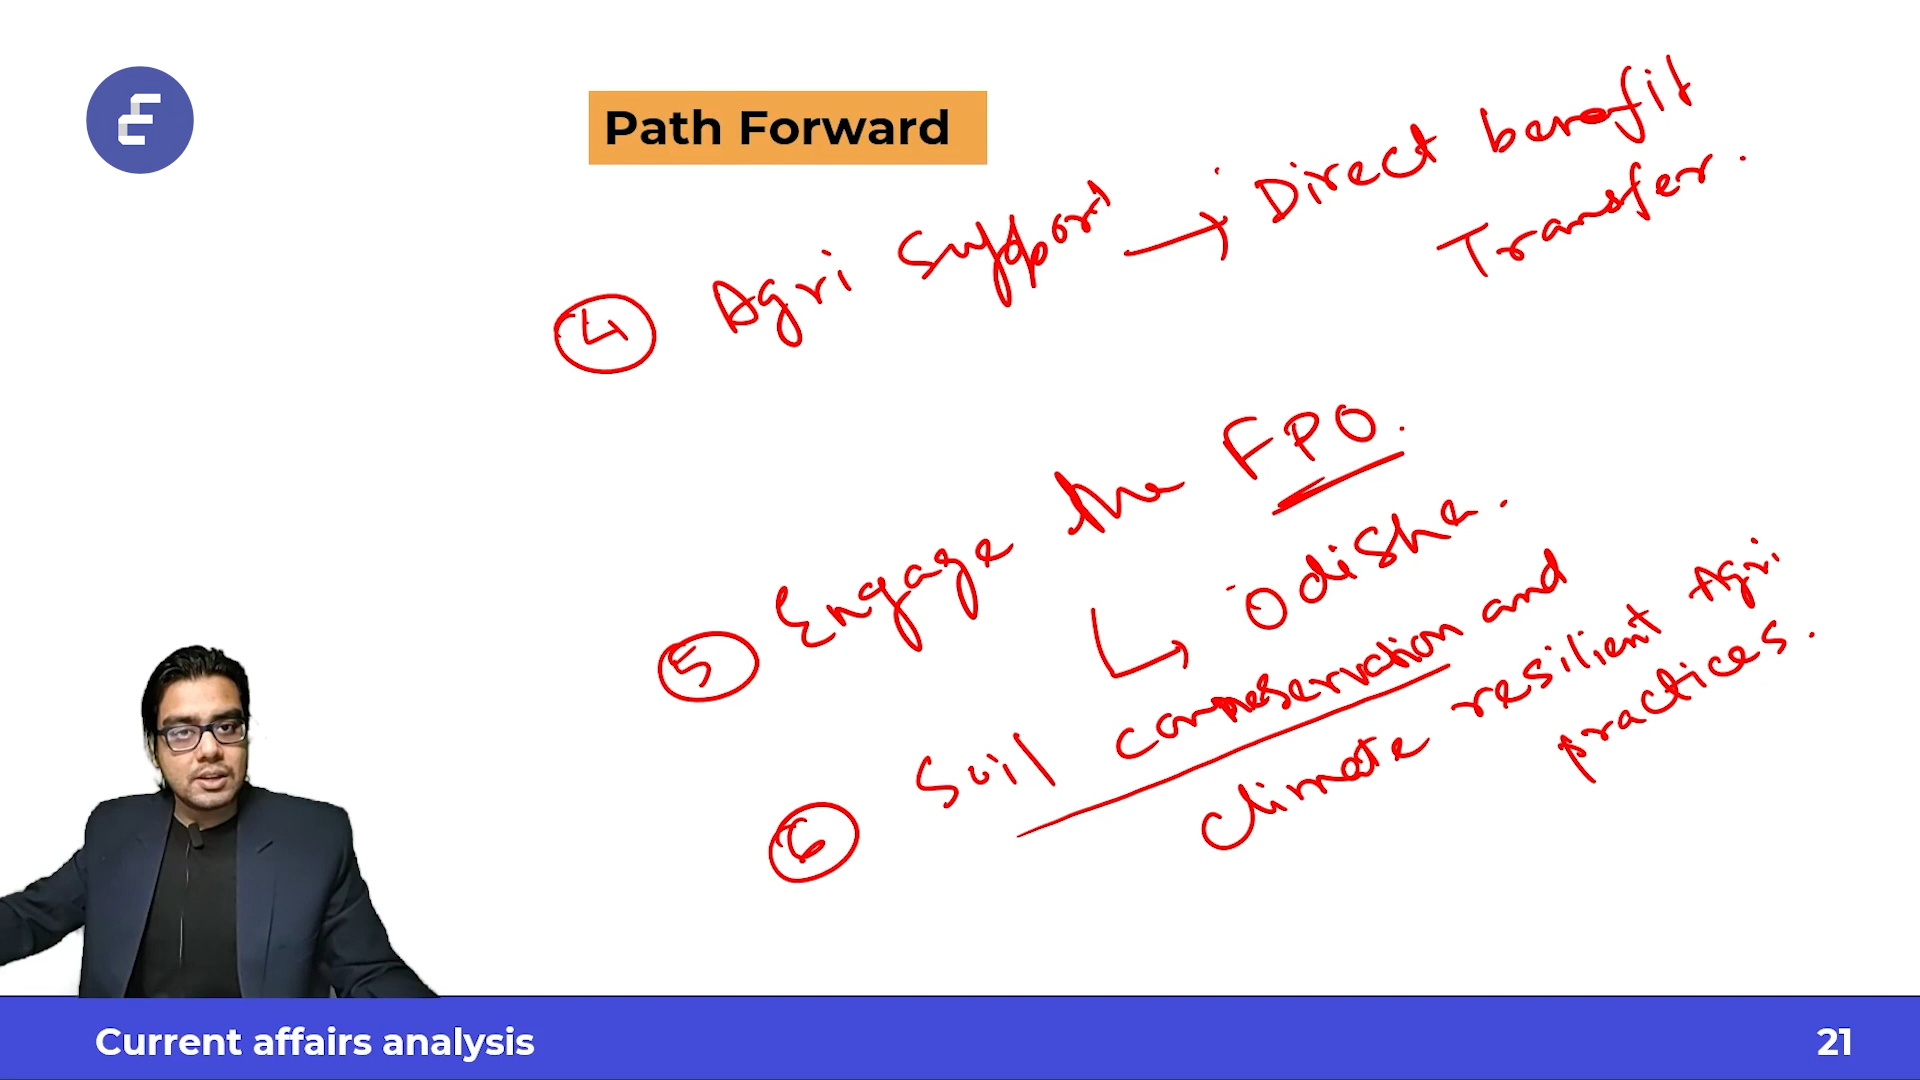 Path Forward
④ Agri Support → Direct benefit
Transfer.
⑤ Engage the FPO.
↳ Odisha.
⑥ Soil conservation and
climate resilient Agri
practices.
Current affairs analysis
21